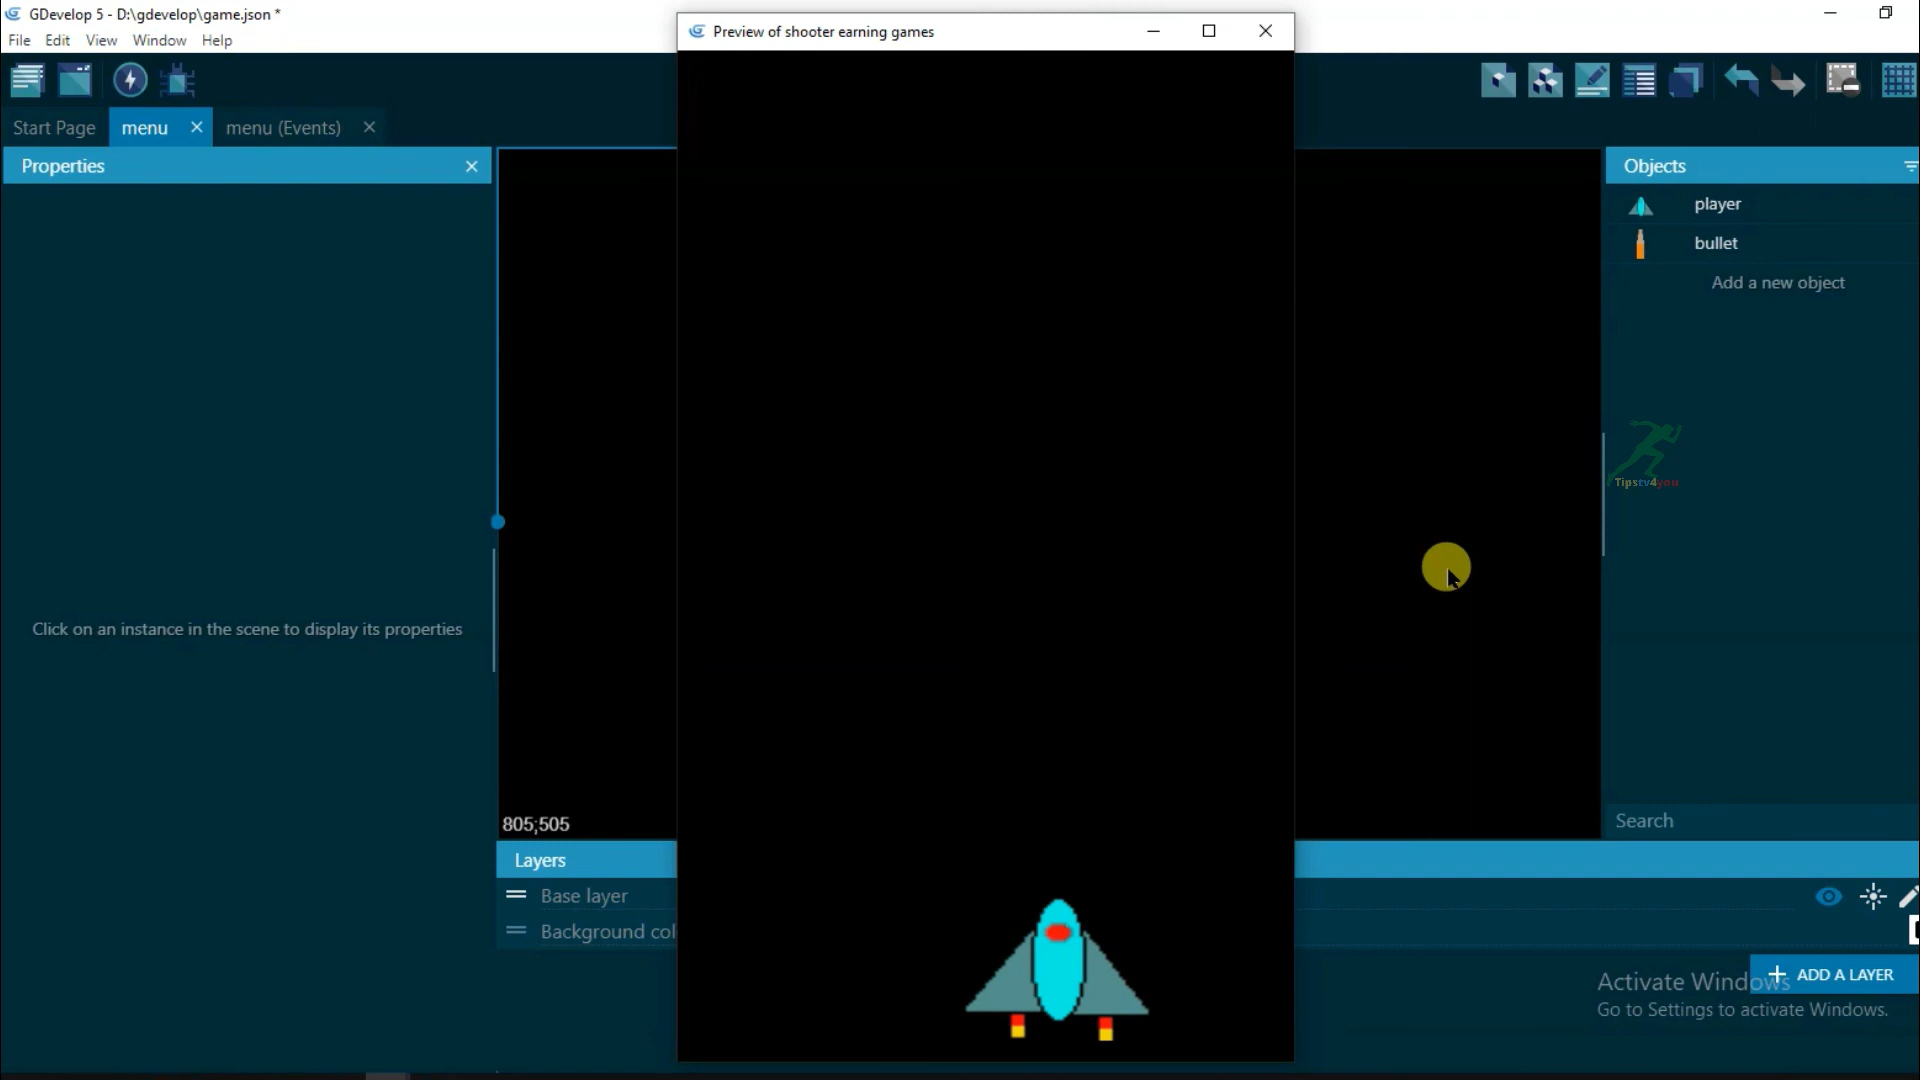 GDevelop 5 - D:\gdevelop\game.json *
File Edit View Window Help
Preview of shooter earning games
Start Page
menu
menu (Events)
Properties
Click on an instance in the scene to display its properties
805;505
Objects
player
bullet
Add a new object
Tipstv4you
Search
Layers
Base layer
Background col
ADD A LAYER
Activate Windows
Go to Settings to activate Windows.